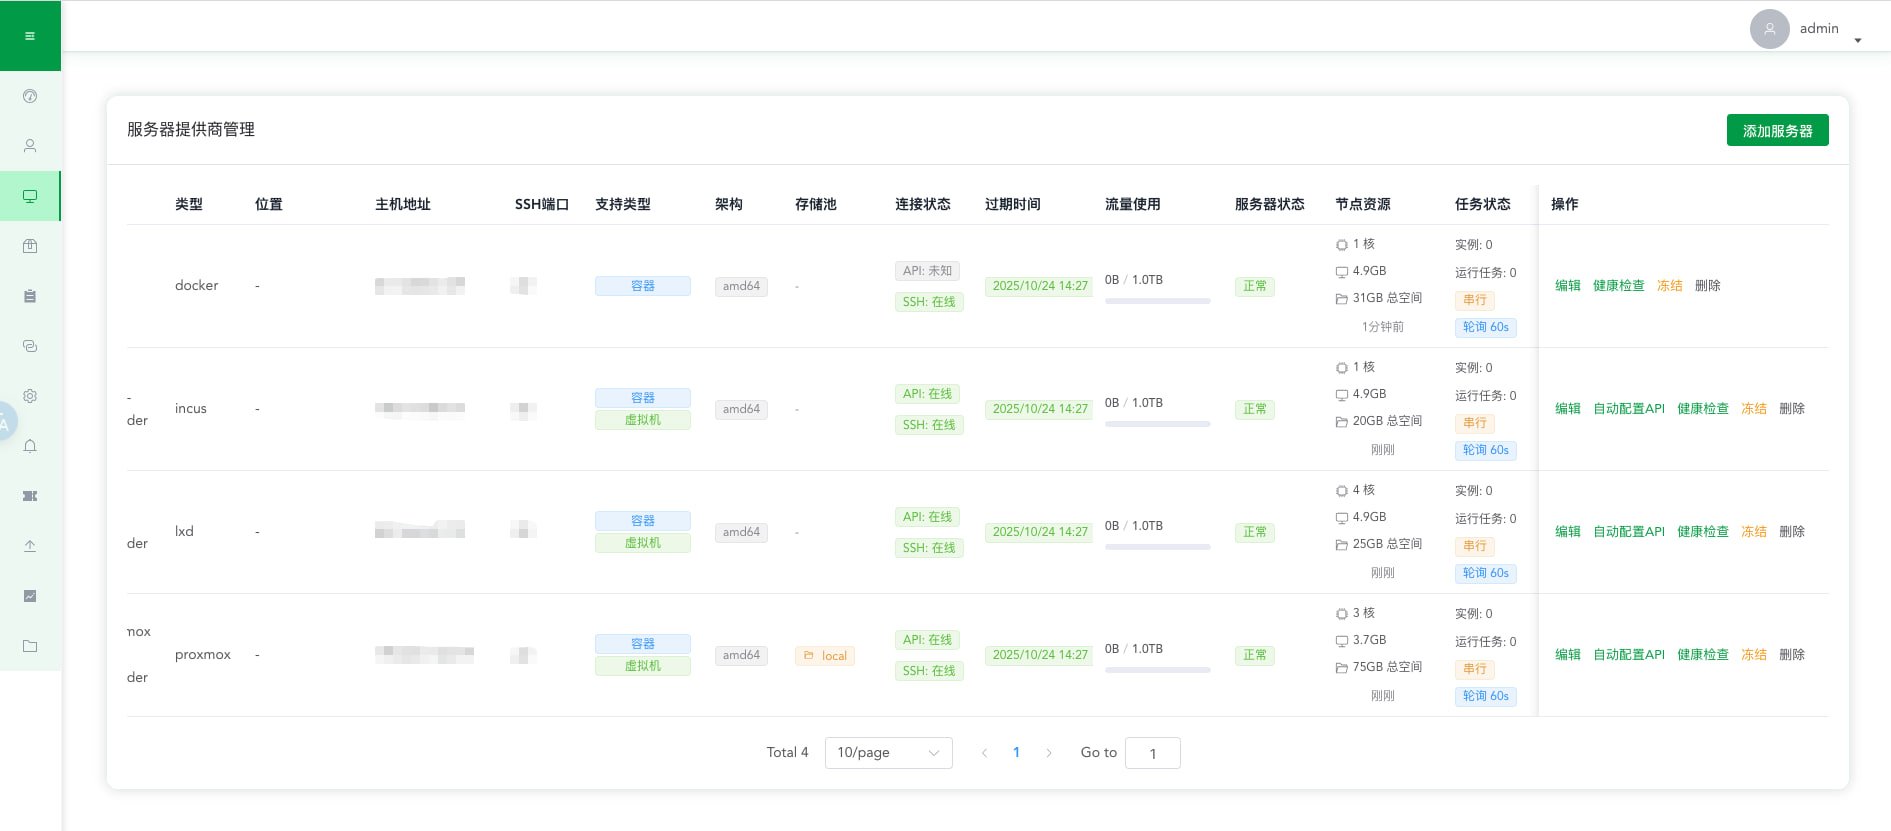 admin
服务器提供商管理
添加服务器
类型 位置 主机地址 SSH端口 支持类型 架构 存储池 连接状态 过期时间 流量使用 服务器状态 节点资源 任务状态 操作
docker - 容器 amd64 - API: 未知 SSH: 在线 2025/10/24 14:27 0B / 1.0TB 正常 1 核 4.9GB 31GB 总空间 1分钟前 实例: 0 运行任务: 0 串行 轮询 60s 编辑 健康检查 冻结 删除
- der incus - 容器 虚拟机 amd64 - API: 在线 SSH: 在线 2025/10/24 14:27 0B / 1.0TB 正常 1 核 4.9GB 20GB 总空间 刚刚 实例: 0 运行任务: 0 串行 轮询 60s 编辑 自动配置API 健康检查 冻结 删除
der lxd - 容器 虚拟机 amd64 - API: 在线 SSH: 在线 2025/10/24 14:27 0B / 1.0TB 正常 4 核 4.9GB 25GB 总空间 刚刚 实例: 0 运行任务: 0 串行 轮询 60s 编辑 自动配置API 健康检查 冻结 删除
mox der proxmox - 容器 虚拟机 amd64 local API: 在线 SSH: 在线 2025/10/24 14:27 0B / 1.0TB 正常 3 核 3.7GB 75GB 总空间 刚刚 实例: 0 运行任务: 0 串行 轮询 60s 编辑 自动配置API 健康检查 冻结 删除
Total 4 10/page 1 Go to 1